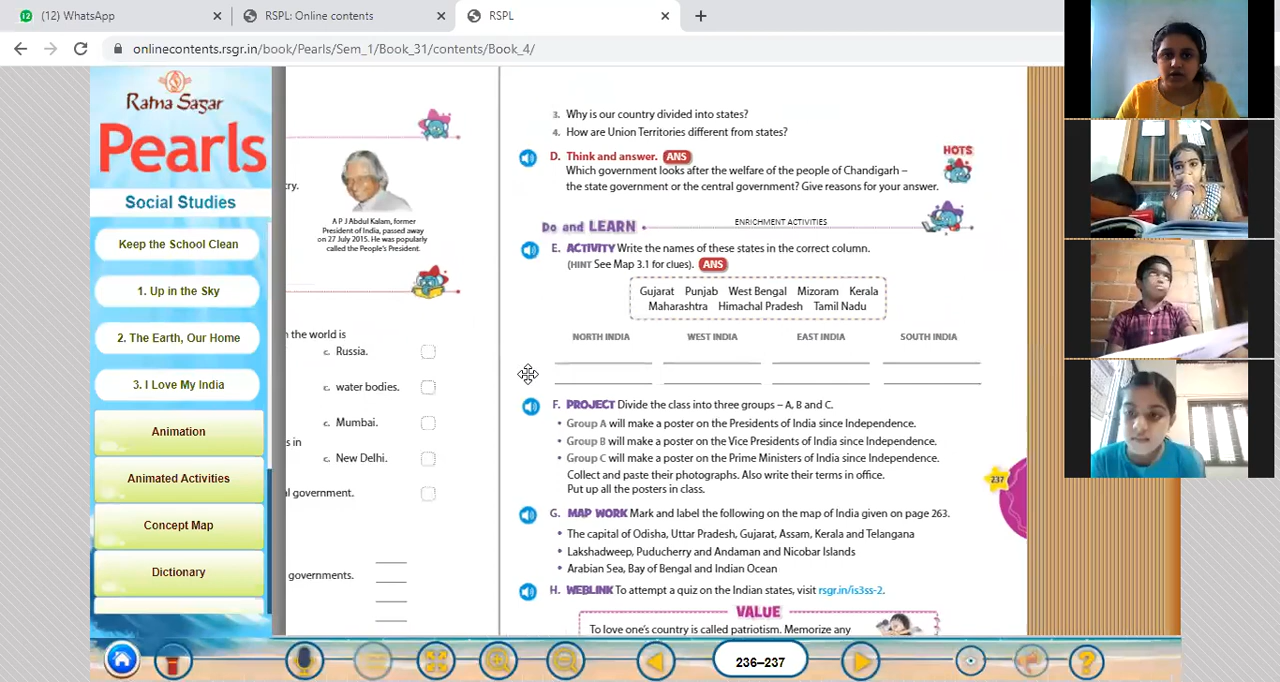 (12) WhatsApp
RSPL: Online contents
RSPL
onlinecontents.rsgr.in/book/Pearls/Sem_1/Book_31/contents/Book_4/
Ratna Sagar
Pearls
Social Studies
Keep the School Clean
1. Up in the Sky
2. The Earth, Our Home
3. I Love My India
Animation
Animated Activities
Concept Map
Dictionary
ry.
A P J Abdul Kalam, former
President of India, passed away
on 27 July 2015. He was popularly
called the People's President.
n the world is
c. Russia.
c. water bodies.
c. Mumbai.
s in
c. New Delhi.
al government.
governments.
3. Why is our country divided into states?
4. How are Union Territories different from states?
D. Think and answer. ANS
HOTS
Which government looks after the welfare of the people of Chandigarh –
the state government or the central government? Give reasons for your answer.
Do and LEARN
ENRICHMENT ACTIVITIES
E. ACTIVITY Write the names of these states in the correct column.
(HINT See Map 3.1 for clues). ANS
Gujarat Punjab West Bengal Mizoram Kerala
Maharashtra Himachal Pradesh Tamil Nadu
NORTH INDIA WEST INDIA EAST INDIA SOUTH INDIA
F. PROJECT Divide the class into three groups – A, B and C.
• Group A will make a poster on the Presidents of India since Independence.
• Group B will make a poster on the Vice Presidents of India since Independence.
• Group C will make a poster on the Prime Ministers of India since Independence.
Collect and paste their photographs. Also write their terms in office.
Put up all the posters in class.
237
G. MAP WORK Mark and label the following on the map of India given on page 263.
• The capital of Odisha, Uttar Pradesh, Gujarat, Assam, Kerala and Telangana
• Lakshadweep, Puducherry and Andaman and Nicobar Islands
• Arabian Sea, Bay of Bengal and Indian Ocean
H. WEBLINK To attempt a quiz on the Indian states, visit rsgr.in/is3ss-2.
VALUE
To love one's country is called patriotism. Memorize any
236-237